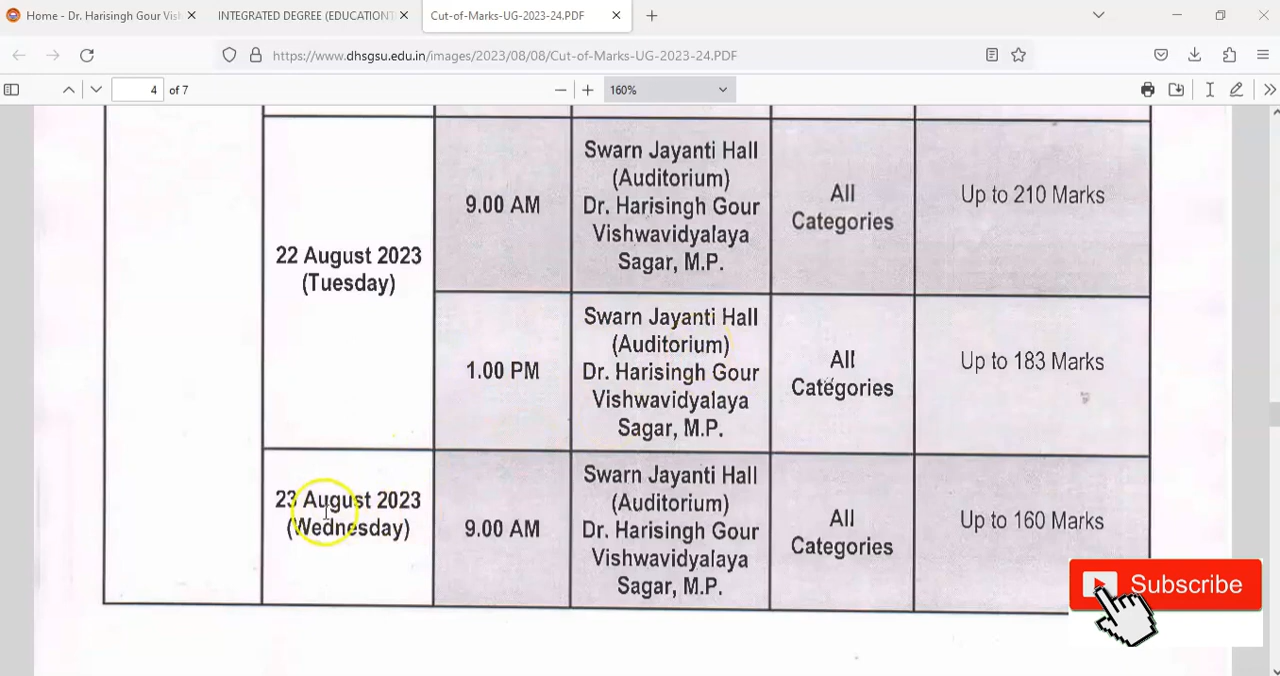 Home - Dr. Harisingh Gour Vish
INTEGRATED DEGREE (EDUCATION
Cut-of-Marks-UG-2023-24.PDF
https://www.dhsgsu.edu.in/images/2023/08/08/Cut-of-Marks-UG-2023-24.PDF
4 of 7
160%
22 August 2023
(Tuesday)
9.00 AM
Swarn Jayanti Hall
(Auditorium)
Dr. Harisingh Gour
Vishwavidyalaya
Sagar, M.P.
All
Categories
Up to 210 Marks
1.00 PM
Swarn Jayanti Hall
(Auditorium)
Dr. Harisingh Gour
Vishwavidyalaya
Sagar, M.P.
All
Categories
Up to 183 Marks
23 August 2023
(Wednesday)
9.00 AM
Swarn Jayanti Hall
(Auditorium)
Dr. Harisingh Gour
Vishwavidyalaya
Sagar, M.P.
All
Categories
Up to 160 Marks
Subscribe